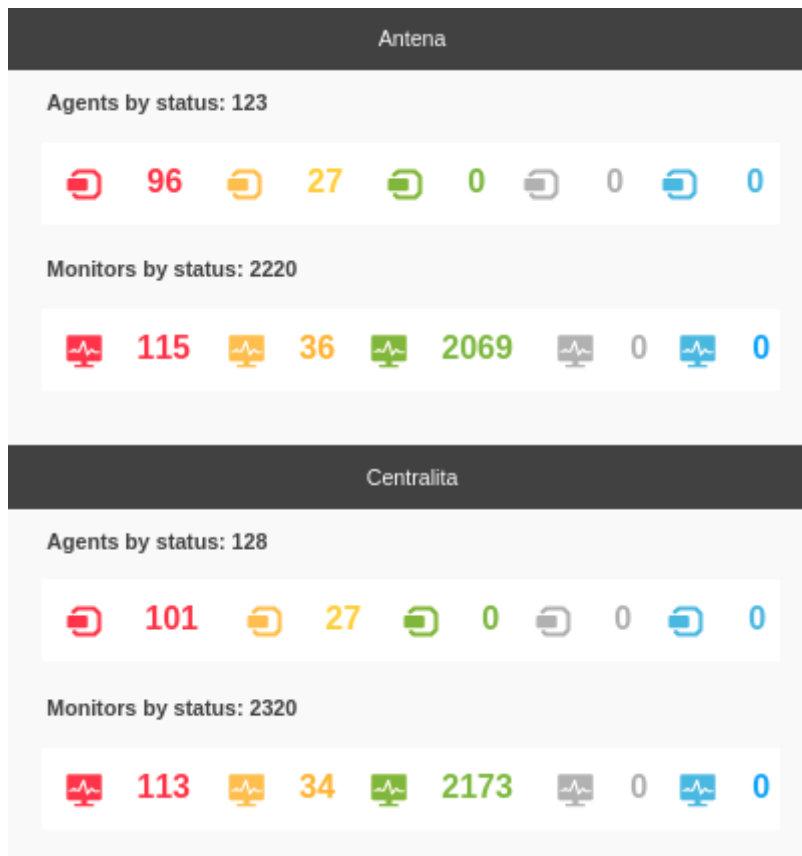 Antena
Agents by status: 123
96 27 0 0 0
Monitors by status: 2220
115 36 2069 0 0
Centralita
Agents by status: 128
101 27 0 0 0
Monitors by status: 2320
113 34 2173 0 0